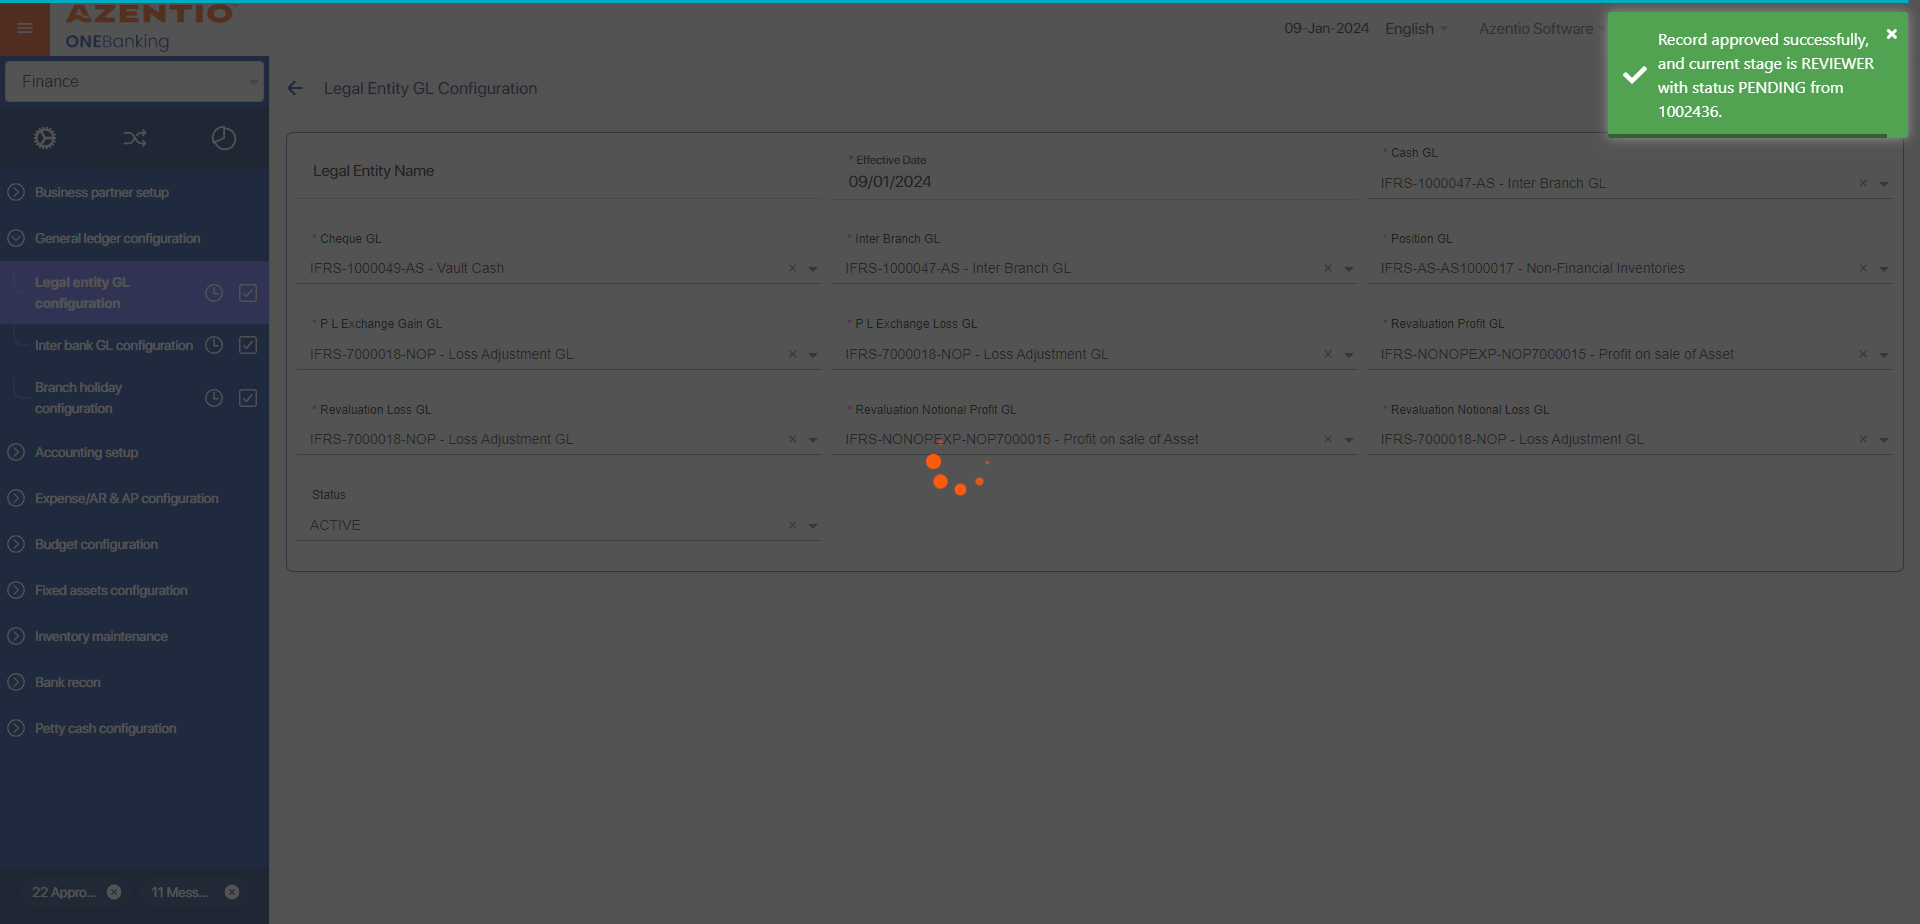 AZENTIO
ONEBanking
09-Jan-2024
English
Azentio Software
Record approved successfully,
and current stage is REVIEWER
with status PENDING from
1002436.
Finance
Legal Entity GL Configuration
Business partner setup
General ledger configuration
Legal entity GL
configuration
Inter bank GL configuration
Branch holiday
configuration
Accounting setup
Expense/AR & AP configuration
Budget configuration
Fixed assets configuration
Inventory maintenance
Bank recon
Petty cash configuration
22 Appro...
11 Mess...
Legal Entity Name
* Effective Date
09/01/2024
* Cash GL
IFRS-1000047-AS - Inter Branch GL
* Cheque GL
IFRS-1000049-AS - Vault Cash
* Inter Branch GL
IFRS-1000047-AS - Inter Branch GL
* Position GL
IFRS-AS-AS1000017 - Non-Financial Inventories
* P L Exchange Gain GL
IFRS-7000018-NOP - Loss Adjustment GL
* P L Exchange Loss GL
IFRS-7000018-NOP - Loss Adjustment GL
* Revaluation Profit GL
IFRS-NONOPEXP-NOP7000015 - Profit on sale of Asset
* Revaluation Loss GL
IFRS-7000018-NOP - Loss Adjustment GL
* Revaluation Notional Profit GL
IFRS-NONOPEXP-NOP7000015 - Profit on sale of Asset
* Revaluation Notional Loss GL
IFRS-7000018-NOP - Loss Adjustment GL
Status
ACTIVE